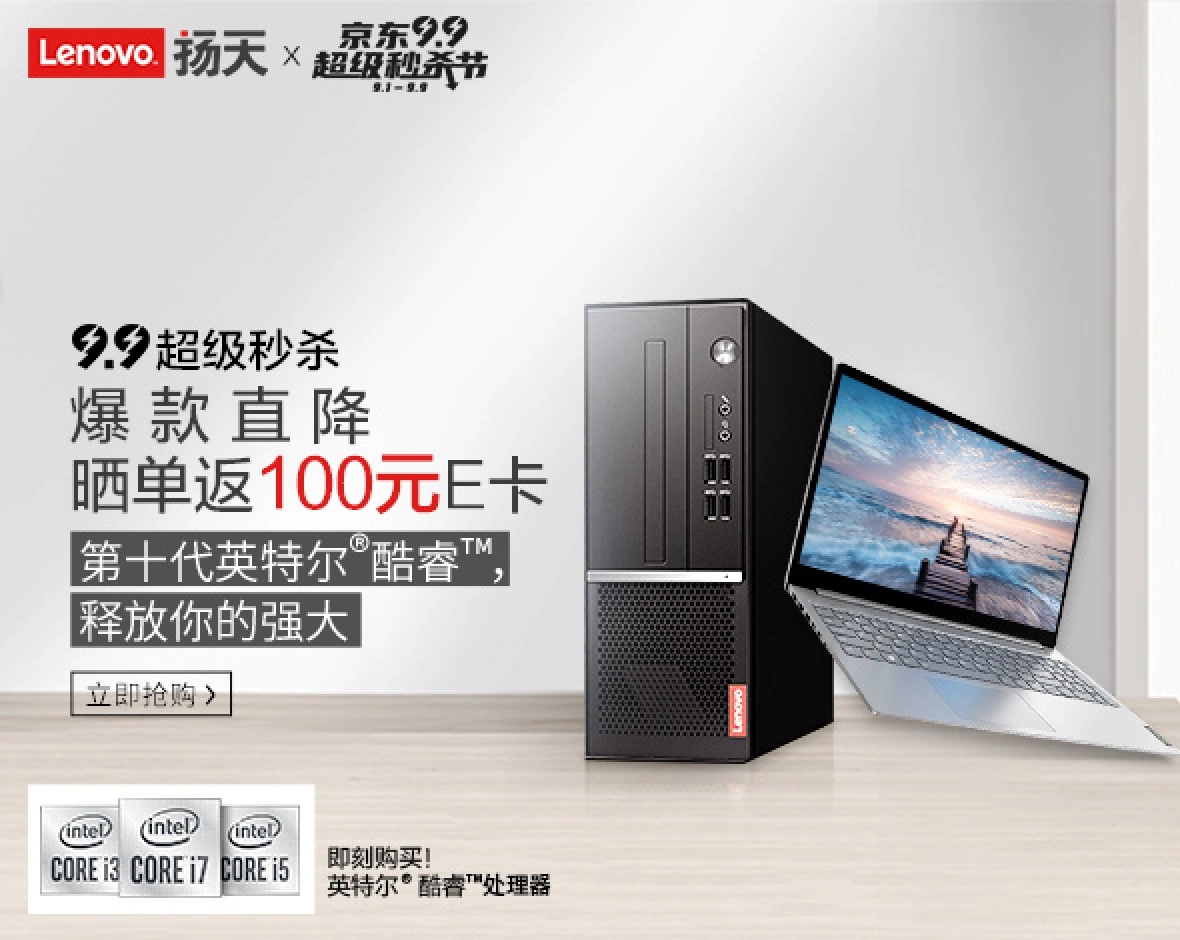 Lenovo 扬天 × 京东9.9
超级秒杀节
9.1-9.9
9.9超级秒杀
爆款直降
晒单返100元E卡
第十代英特尔®酷睿™,
释放你的强大
立即抢购 >
Lenovo
intel intel intel
CORE i3 CORE i7 CORE i5
即刻购买!
英特尔®酷睿™处理器